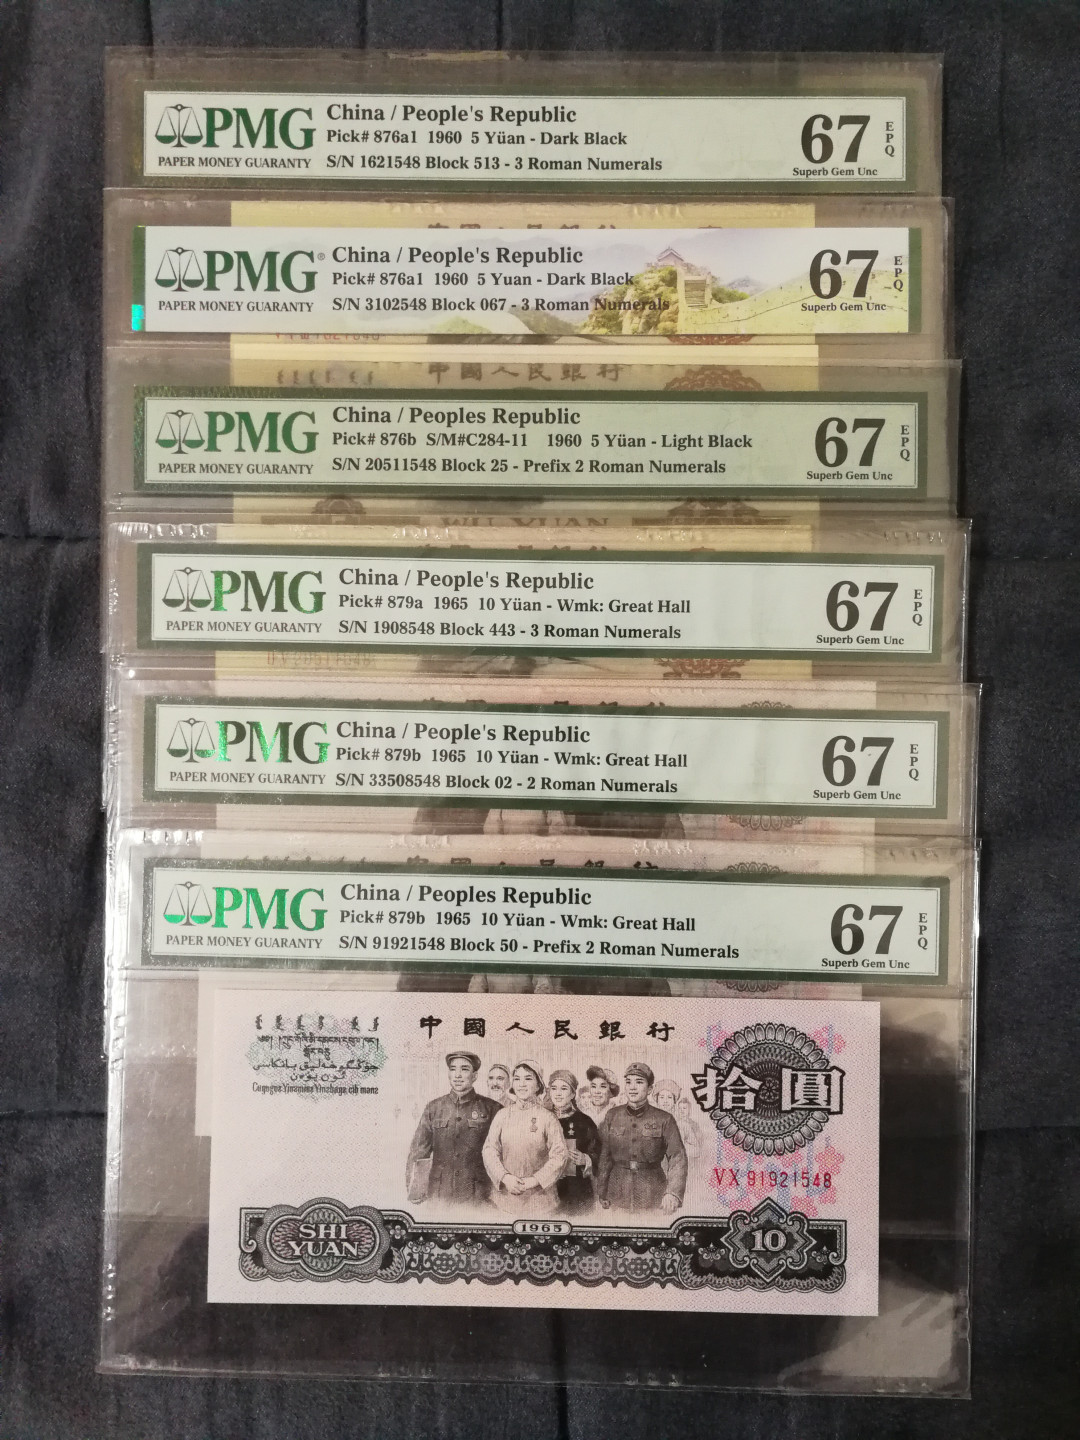 PMG
PAPER MONEY GUARANTY
China / People's Republic
Pick# 876a1 1960 5 Yüan - Dark Black
S/N 1621548 Block 513 - 3 Roman Numerals
67
EPQ
Superb Gem Unc
PMG®
PAPER MONEY GUARANTY
China / People's Republic
Pick# 876a1 1960 5 Yuan - Dark Black
S/N 3102548 Block 067 - 3 Roman Numerals
67
EPQ
Superb Gem Unc
中國人民銀行
PMG
PAPER MONEY GUARANTY
China / Peoples Republic
Pick# 876b S/M#C284-11 1960 5 Yüan - Light Black
S/N 20511548 Block 25 - Prefix 2 Roman Numerals
67
EPQ
Superb Gem Unc
WU YUAN
PMG
PAPER MONEY GUARANTY
China / People's Republic
Pick# 879a 1965 10 Yüan - Wmk: Great Hall
S/N 1908548 Block 443 - 3 Roman Numerals
67
EPQ
Superb Gem Unc
PMG
PAPER MONEY GUARANTY
China / People's Republic
Pick# 879b 1965 10 Yüan - Wmk: Great Hall
S/N 33508548 Block 02 - 2 Roman Numerals
67
EPQ
Superb Gem Unc
PMG
PAPER MONEY GUARANTY
China / Peoples Republic
Pick# 879b 1965 10 Yüan - Wmk: Great Hall
S/N 91921548 Block 50 - Prefix 2 Roman Numerals
67
EPQ
Superb Gem Unc
中國人民銀行
拾圓
VX 91921548
1965
SHI
YUAN
10